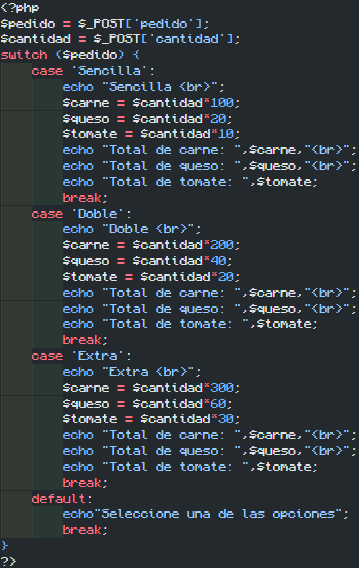 <?php
$pedido = $_POST['pedido'];
$cantidad = $_POST['cantidad'];
switch ($pedido) {
    case 'Sencilla':
        echo "Sencilla <br>";
        $carne = $cantidad*100;
        $queso = $cantidad*20;
        $tomate = $cantidad*10;
        echo "Total de carne: ",$carne,"<br>";
        echo "Total de queso: ",$queso,"<br>";
        echo "Total de tomate: ",$tomate;
        break;
    case 'Doble':
        echo "Doble <br>";
        $carne = $cantidad*200;
        $queso = $cantidad*40;
        $tomate = $cantidad*20;
        echo "Total de carne: ",$carne,"<br>";
        echo "Total de queso: ",$queso,"<br>";
        echo "Total de tomate: ",$tomate;
        break;
    case 'Extra':
        echo "Extra <br>";
        $carne = $cantidad*300;
        $queso = $cantidad*60;
        $tomate = $cantidad*30;
        echo "Total de carne: ",$carne,"<br>";
        echo "Total de queso: ",$queso,"<br>";
        echo "Total de tomate: ",$tomate;
        break;
    default:
        echo"Seleccione una de las opciones";
        break;
}
?>